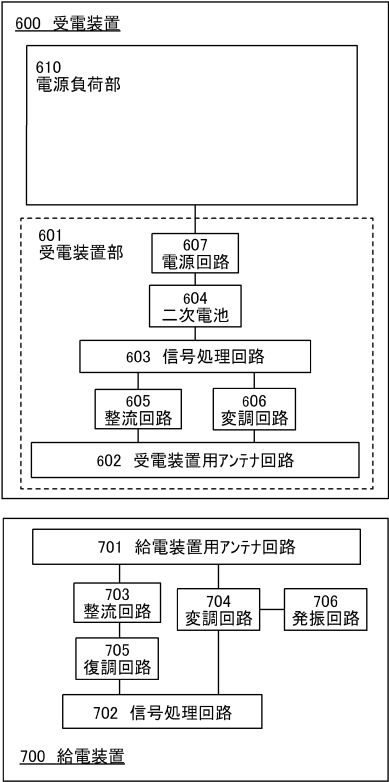 600 受電装置
610
電源負荷部
601
受電装置部
607
電源回路
604
二次電池
603 信号処理回路
605
整流回路
606
変調回路
602 受電装置用アンテナ回路
701 給電装置用アンテナ回路
703
整流回路
704
変調回路
706
発振回路
705
復調回路
702 信号処理回路
700 給電装置